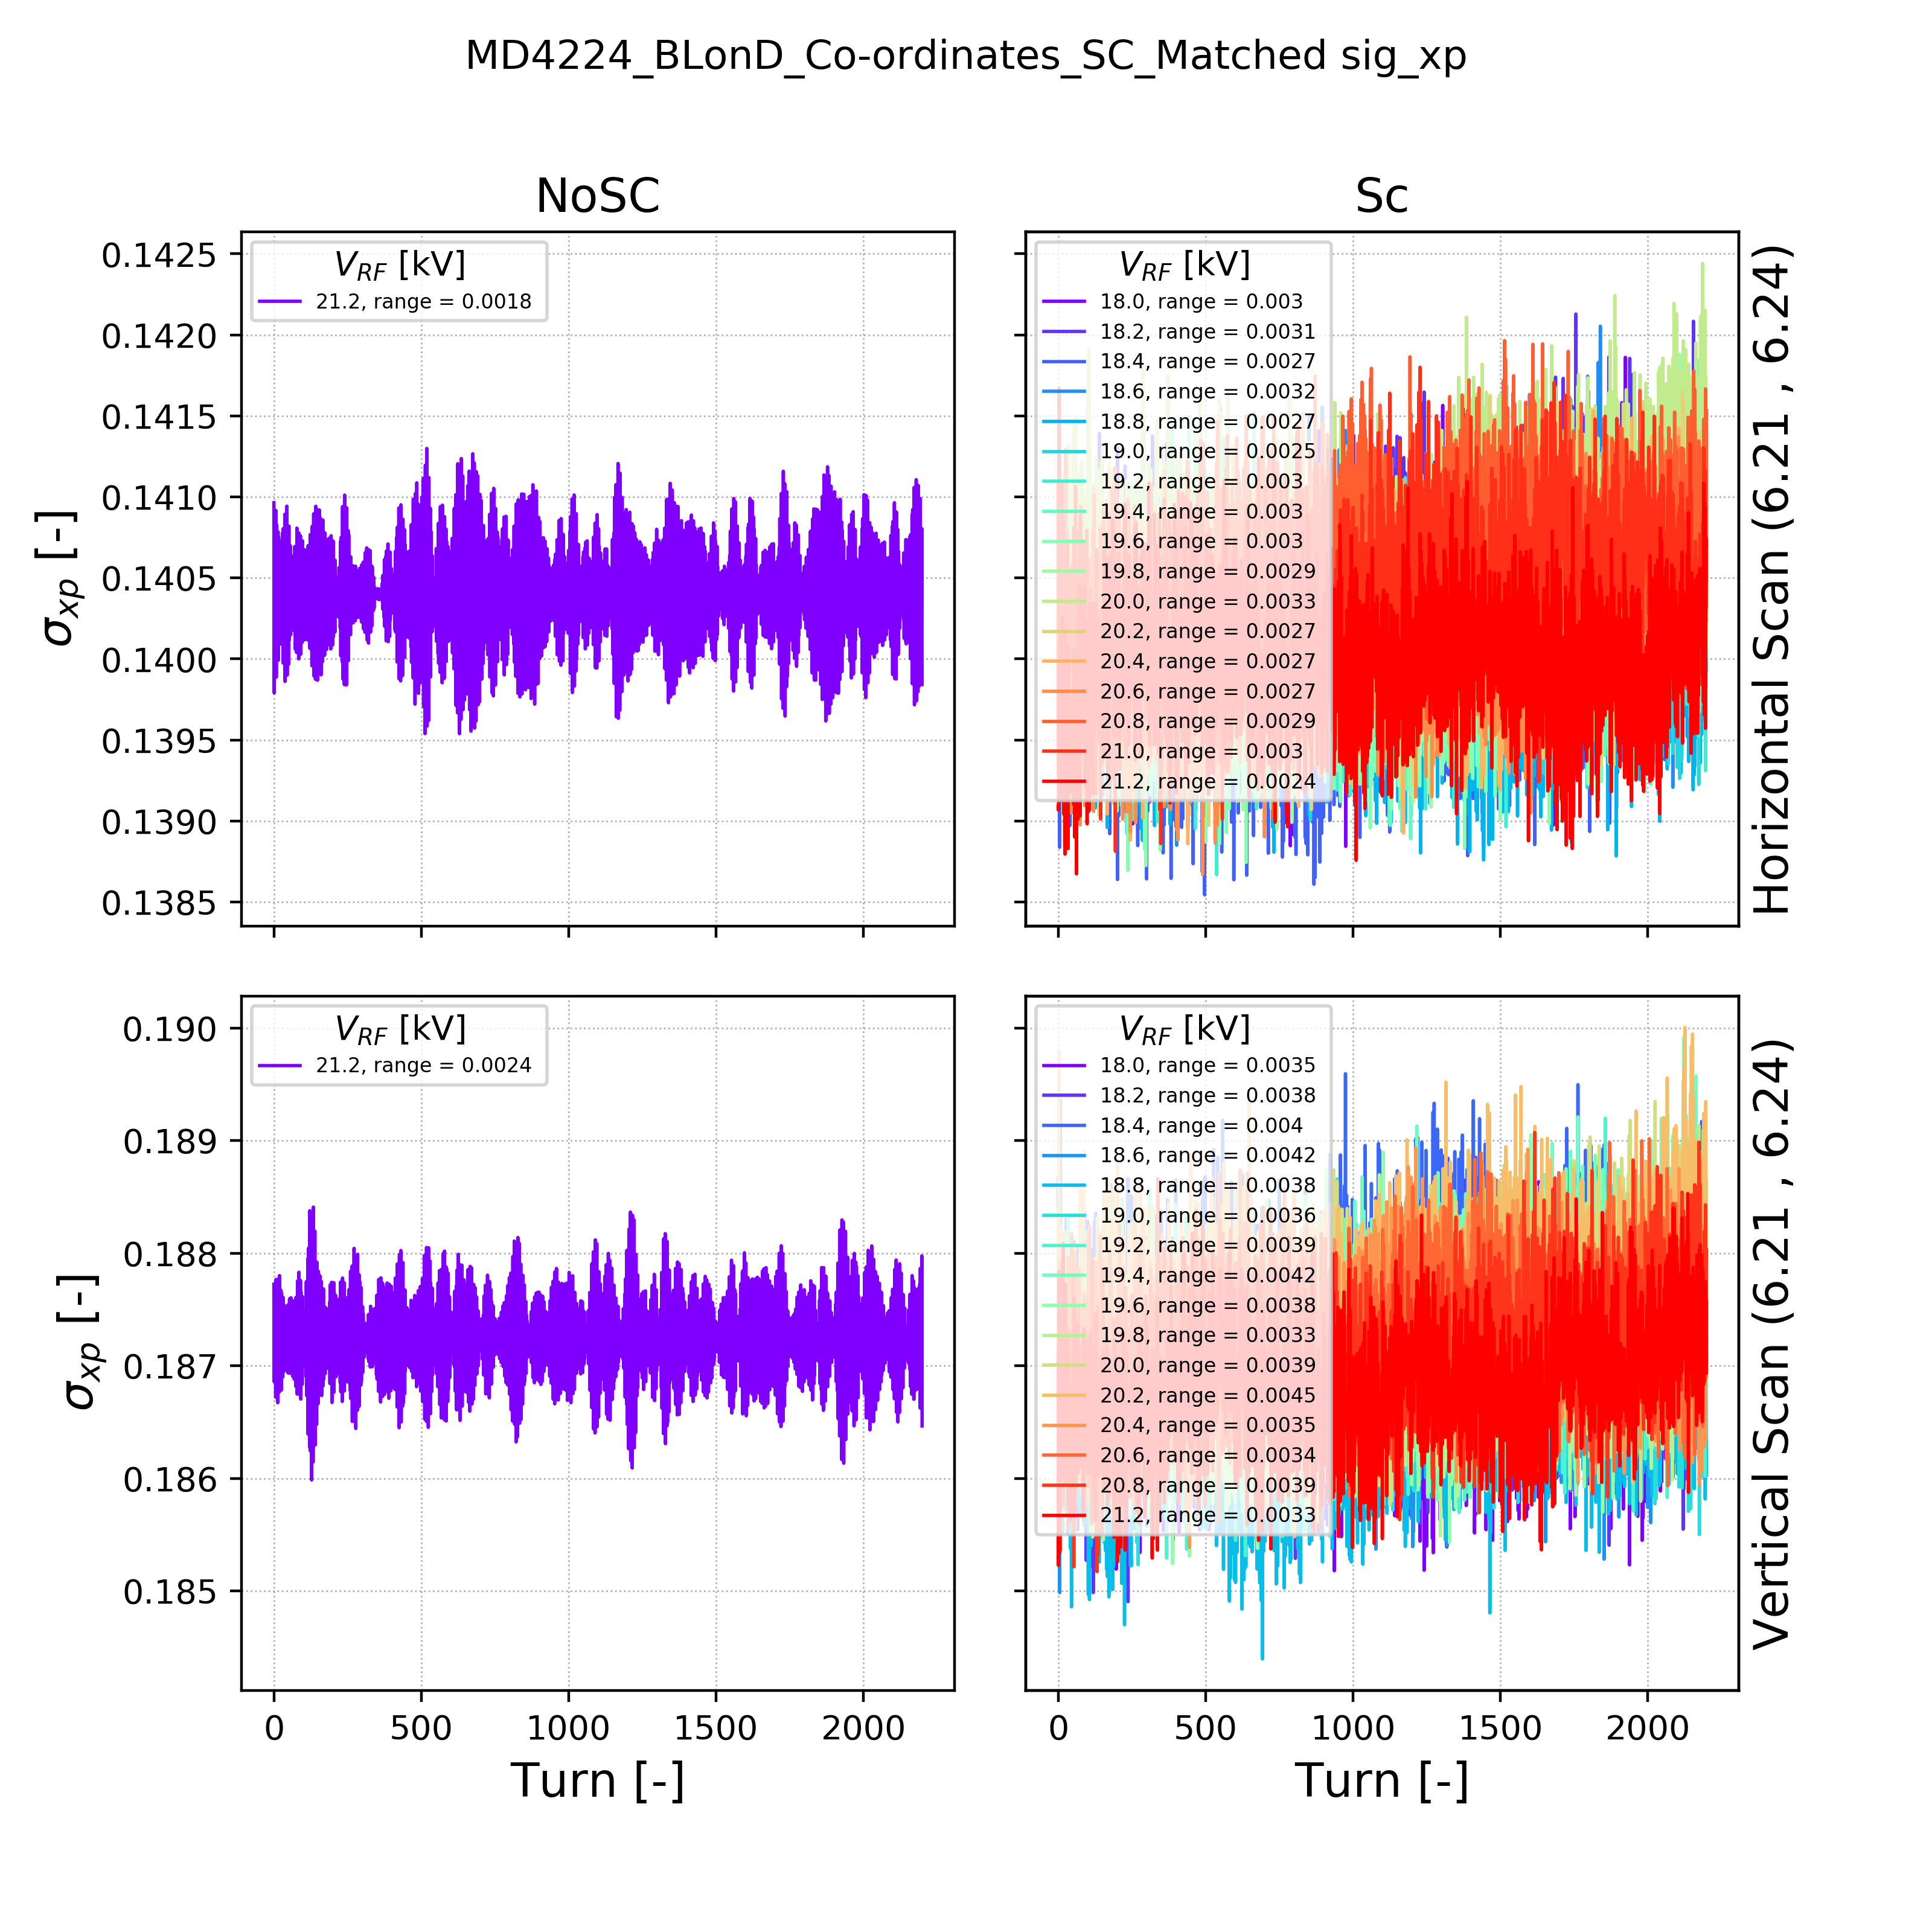 MD4224_BLonD_Co-ordinates_SC_Matched sig_xp
NoSC
Sc
0.1425
0.1420
0.1415
0.1410
0.1405
0.1400
0.1395
0.1390
0.1385
σxp [-]
VRF [kV]
21.2, range = 0.0018
VRF [kV]
18.0, range = 0.003
18.2, range = 0.0031
18.4, range = 0.0027
18.6, range = 0.0032
18.8, range = 0.0027
19.0, range = 0.0025
19.2, range = 0.003
19.4, range = 0.003
19.6, range = 0.003
19.8, range = 0.0029
20.0, range = 0.0033
20.2, range = 0.0027
20.4, range = 0.0027
20.6, range = 0.0027
20.8, range = 0.0029
21.0, range = 0.003
21.2, range = 0.0024
Horizontal Scan (6.21 , 6.24)
0.190
0.189
0.188
0.187
0.186
0.185
σxp [-]
VRF [kV]
21.2, range = 0.0024
VRF [kV]
18.0, range = 0.0035
18.2, range = 0.0038
18.4, range = 0.004
18.6, range = 0.0042
18.8, range = 0.0038
19.0, range = 0.0036
19.2, range = 0.0039
19.4, range = 0.0042
19.6, range = 0.0038
19.8, range = 0.0033
20.0, range = 0.0039
20.2, range = 0.0045
20.4, range = 0.0035
20.6, range = 0.0034
20.8, range = 0.0039
21.2, range = 0.0033
Vertical Scan (6.21 , 6.24)
0 500 1000 1500 2000
0 500 1000 1500 2000
Turn [-]
Turn [-]